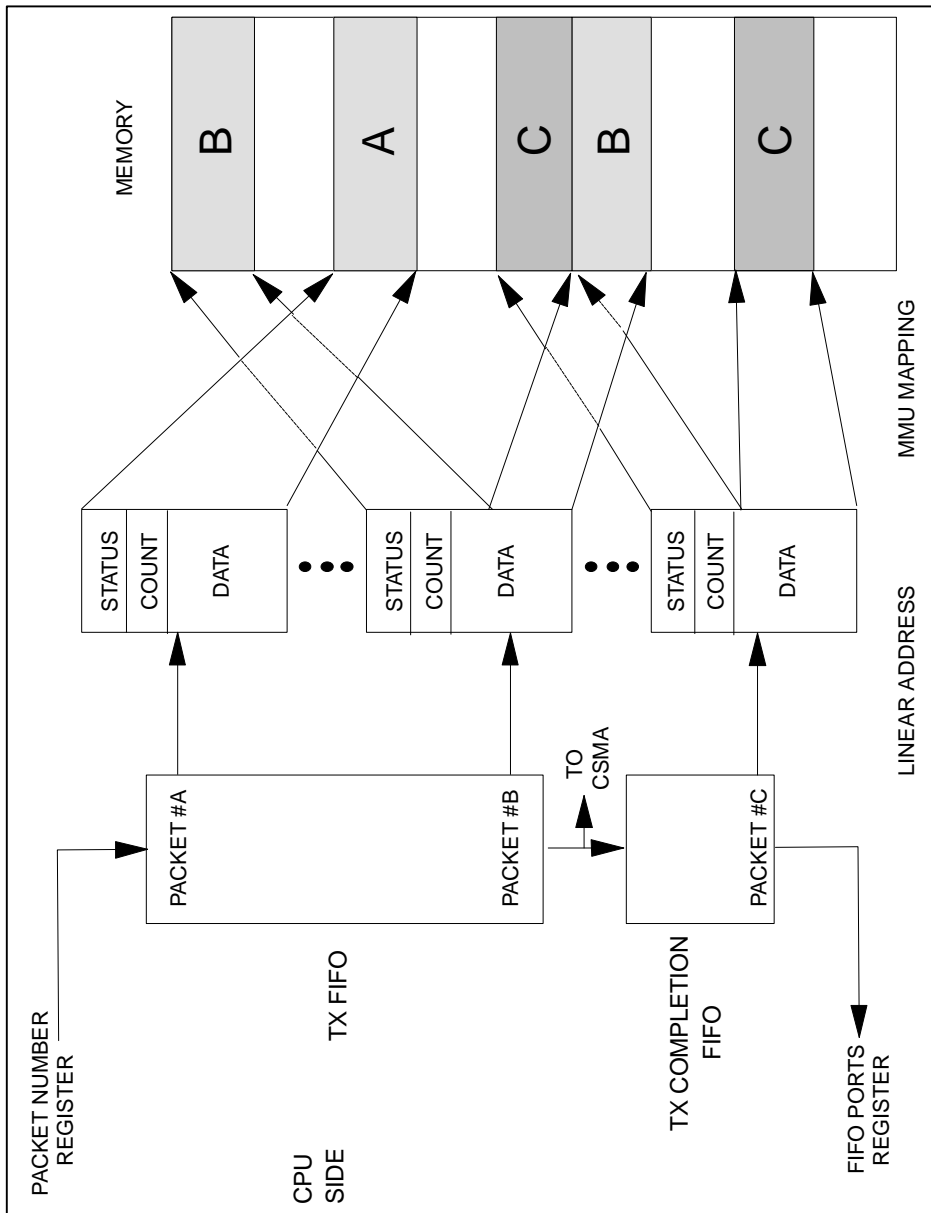 PACKET NUMBER
REGISTER
CPU
SIDE
TX FIFO
PACKET #A
PACKET #B
TO
CSMA
TX COMPLETION
FIFO
PACKET #C
FIFO PORTS
REGISTER
STATUS
COUNT
DATA
STATUS
COUNT
DATA
STATUS
COUNT
DATA
LINEAR ADDRESS
MMU MAPPING
MEMORY
B
A
C
B
C